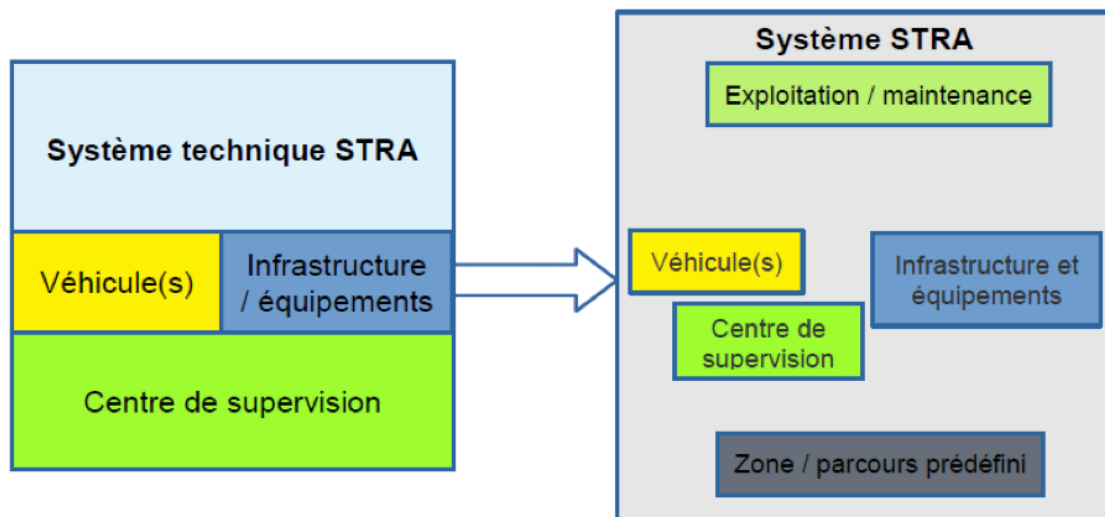 Système technique STRA
Véhicule(s)
Infrastructure
/ équipements
Centre de supervision
Système STRA
Exploitation / maintenance
Véhicule(s)
Infrastructure et
équipements
Centre de
supervision
Zone / parcours prédéfini